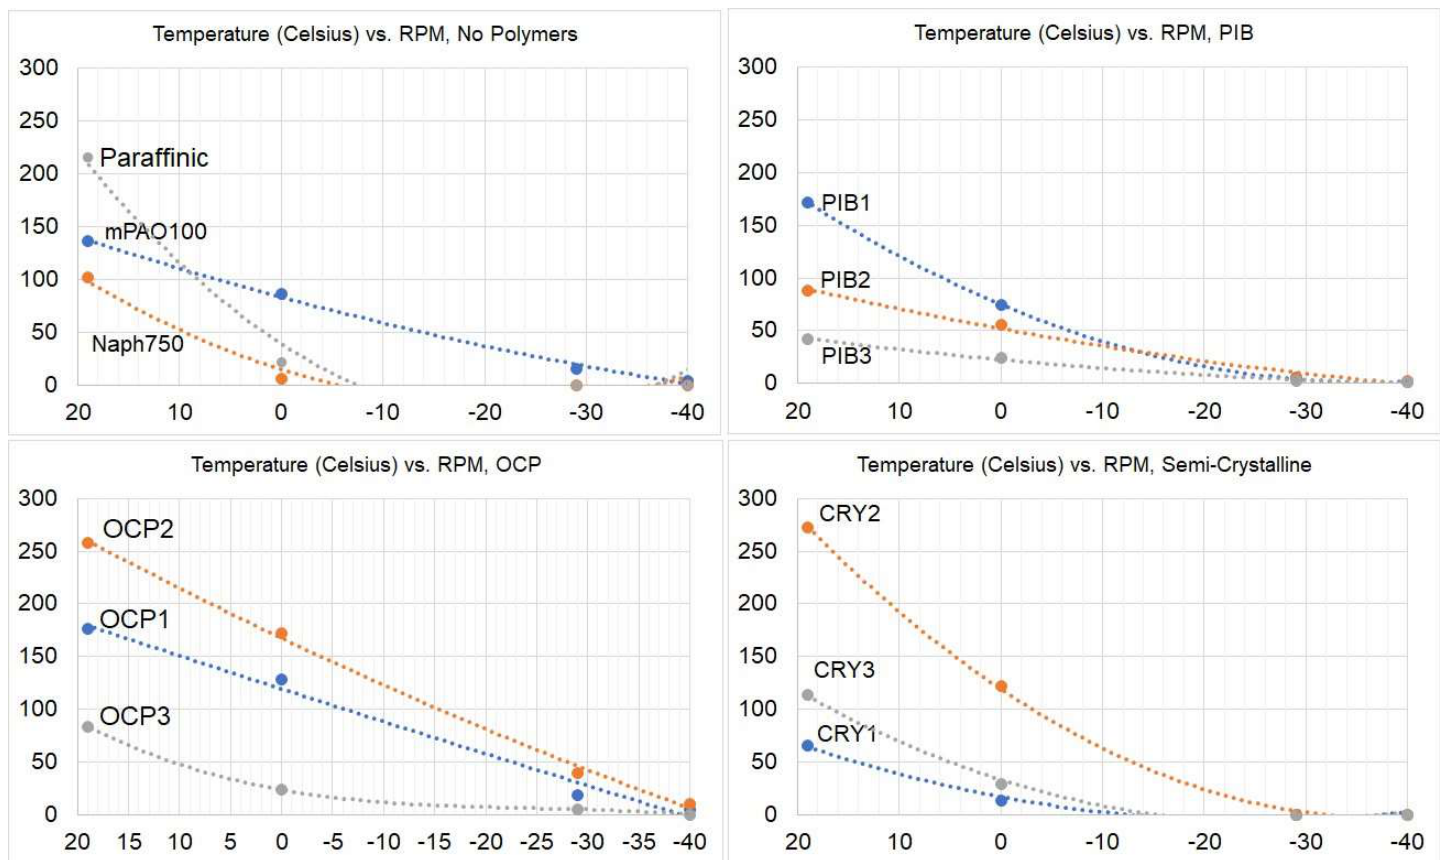 Temperature (Celsius) vs. RPM, No Polymers
300
250
200
150
100
50
0
Paraffinic
mPAO100
Naph750
20 10 0 -10 -20 -30 -40
Temperature (Celsius) vs. RPM, PIB
300
250
200
150
100
50
0
PIB1
PIB2
PIB3
20 10 0 -10 -20 -30 -40
Temperature (Celsius) vs. RPM, OCP
300
250
200
150
100
50
0
OCP2
OCP1
OCP3
20 15 10 5 0 -5 -10 -15 -20 -25 -30 -35 -40
Temperature (Celsius) vs. RPM, Semi-Crystalline
300
250
200
150
100
50
0
CRY2
CRY3
CRY1
20 10 0 -10 -20 -30 -40